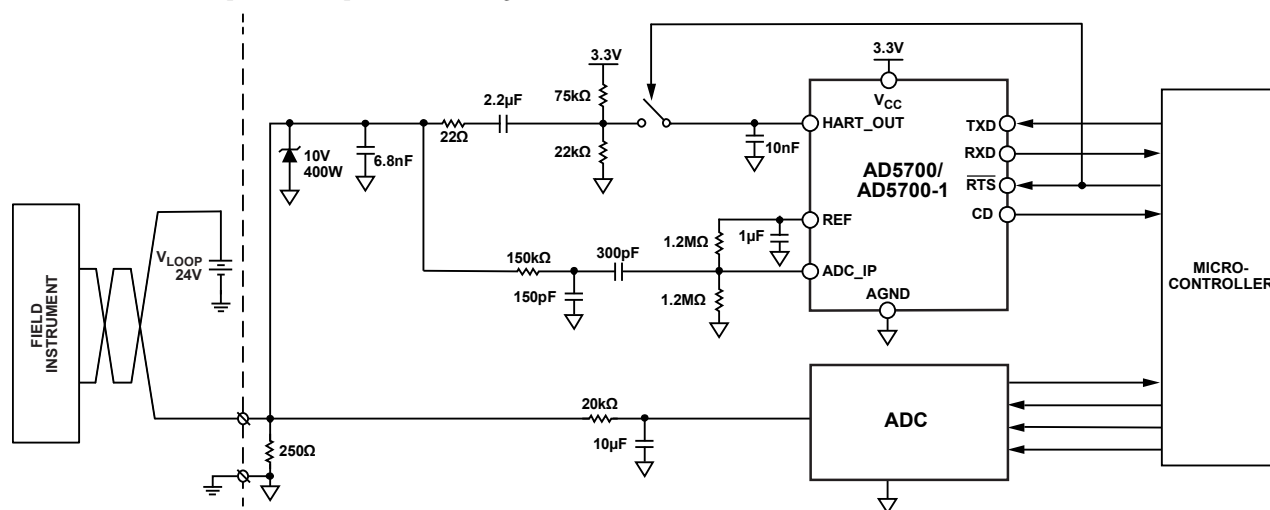 3.3V
3.3V
75kΩ
2.2µF
22Ω
22kΩ
10V
400W
6.8nF
10nF
VCC
HART_OUT
TXD
RXD
RTS
CD
AD5700/
AD5700-1
REF
ADC_IP
AGND
1.2MΩ
1µF
150kΩ
300pF
150pF
1.2MΩ
VLOOP
24V
FIELD
INSTRUMENT
MICRO-
CONTROLLER
20kΩ
10µF
250Ω
ADC